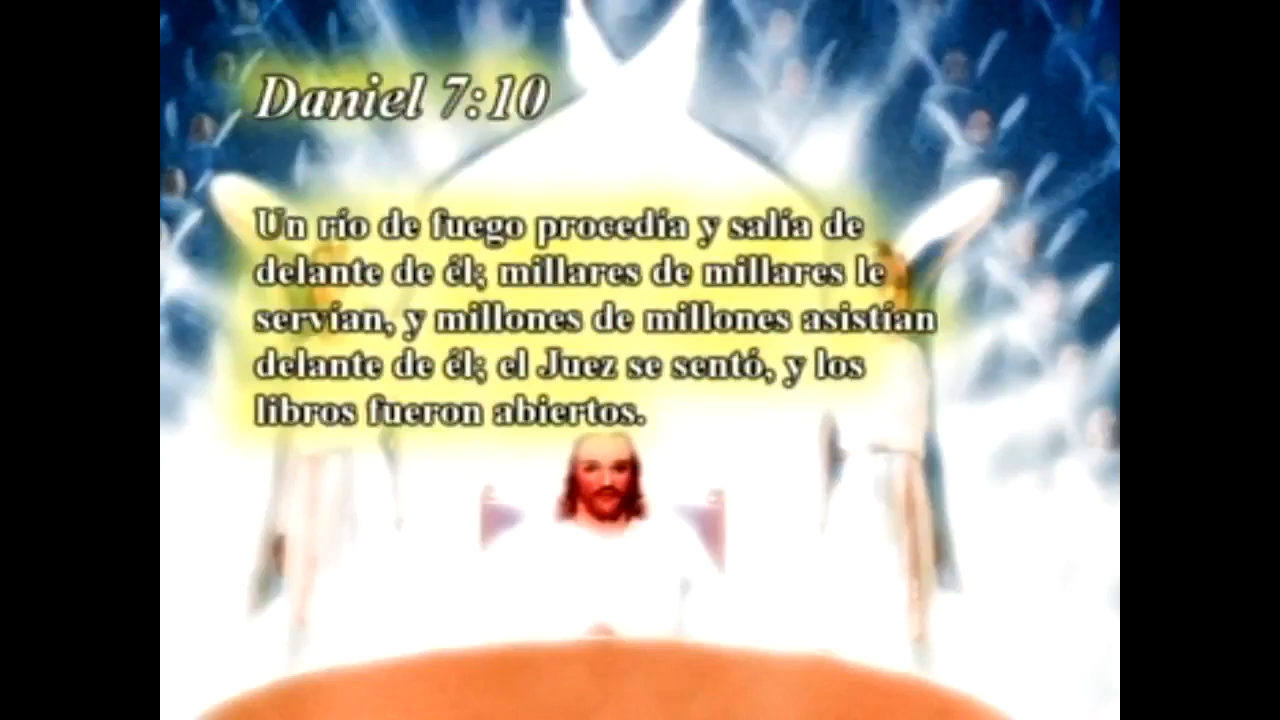 Daniel 7:10
Un río de fuego procedía y salía de
delante de él; millares de millares le
servían, y millones de millones asistían
delante de él; el Juez se sentó, y los
libros fueron abiertos.